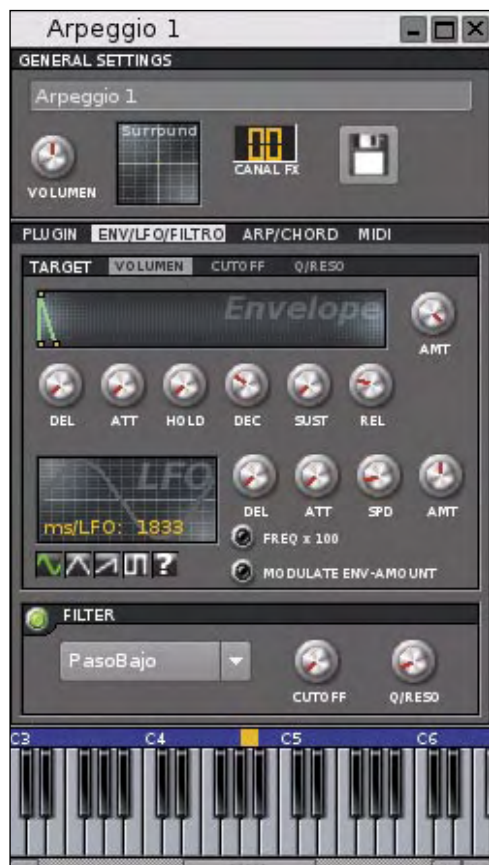 Arpeggio 1
GENERAL SETTINGS
Arpeggio 1
VOLUMEN
Surround
00
CANAL FX
PLUGIN ENV/LFO/FILTRO ARP/CHORD MIDI
TARGET VOLUMEN CUTOFF Q/RESO
Envelope
AMT
DEL ATT HOLD DEC SUST REL
LFO
ms/LFO: 1833
DEL ATT SPD AMT
FREQ x 100
MODULATE ENV-AMOUNT
?
FILTER
PasoBajo
CUTOFF Q/RESO
C3 C4 C5 C6